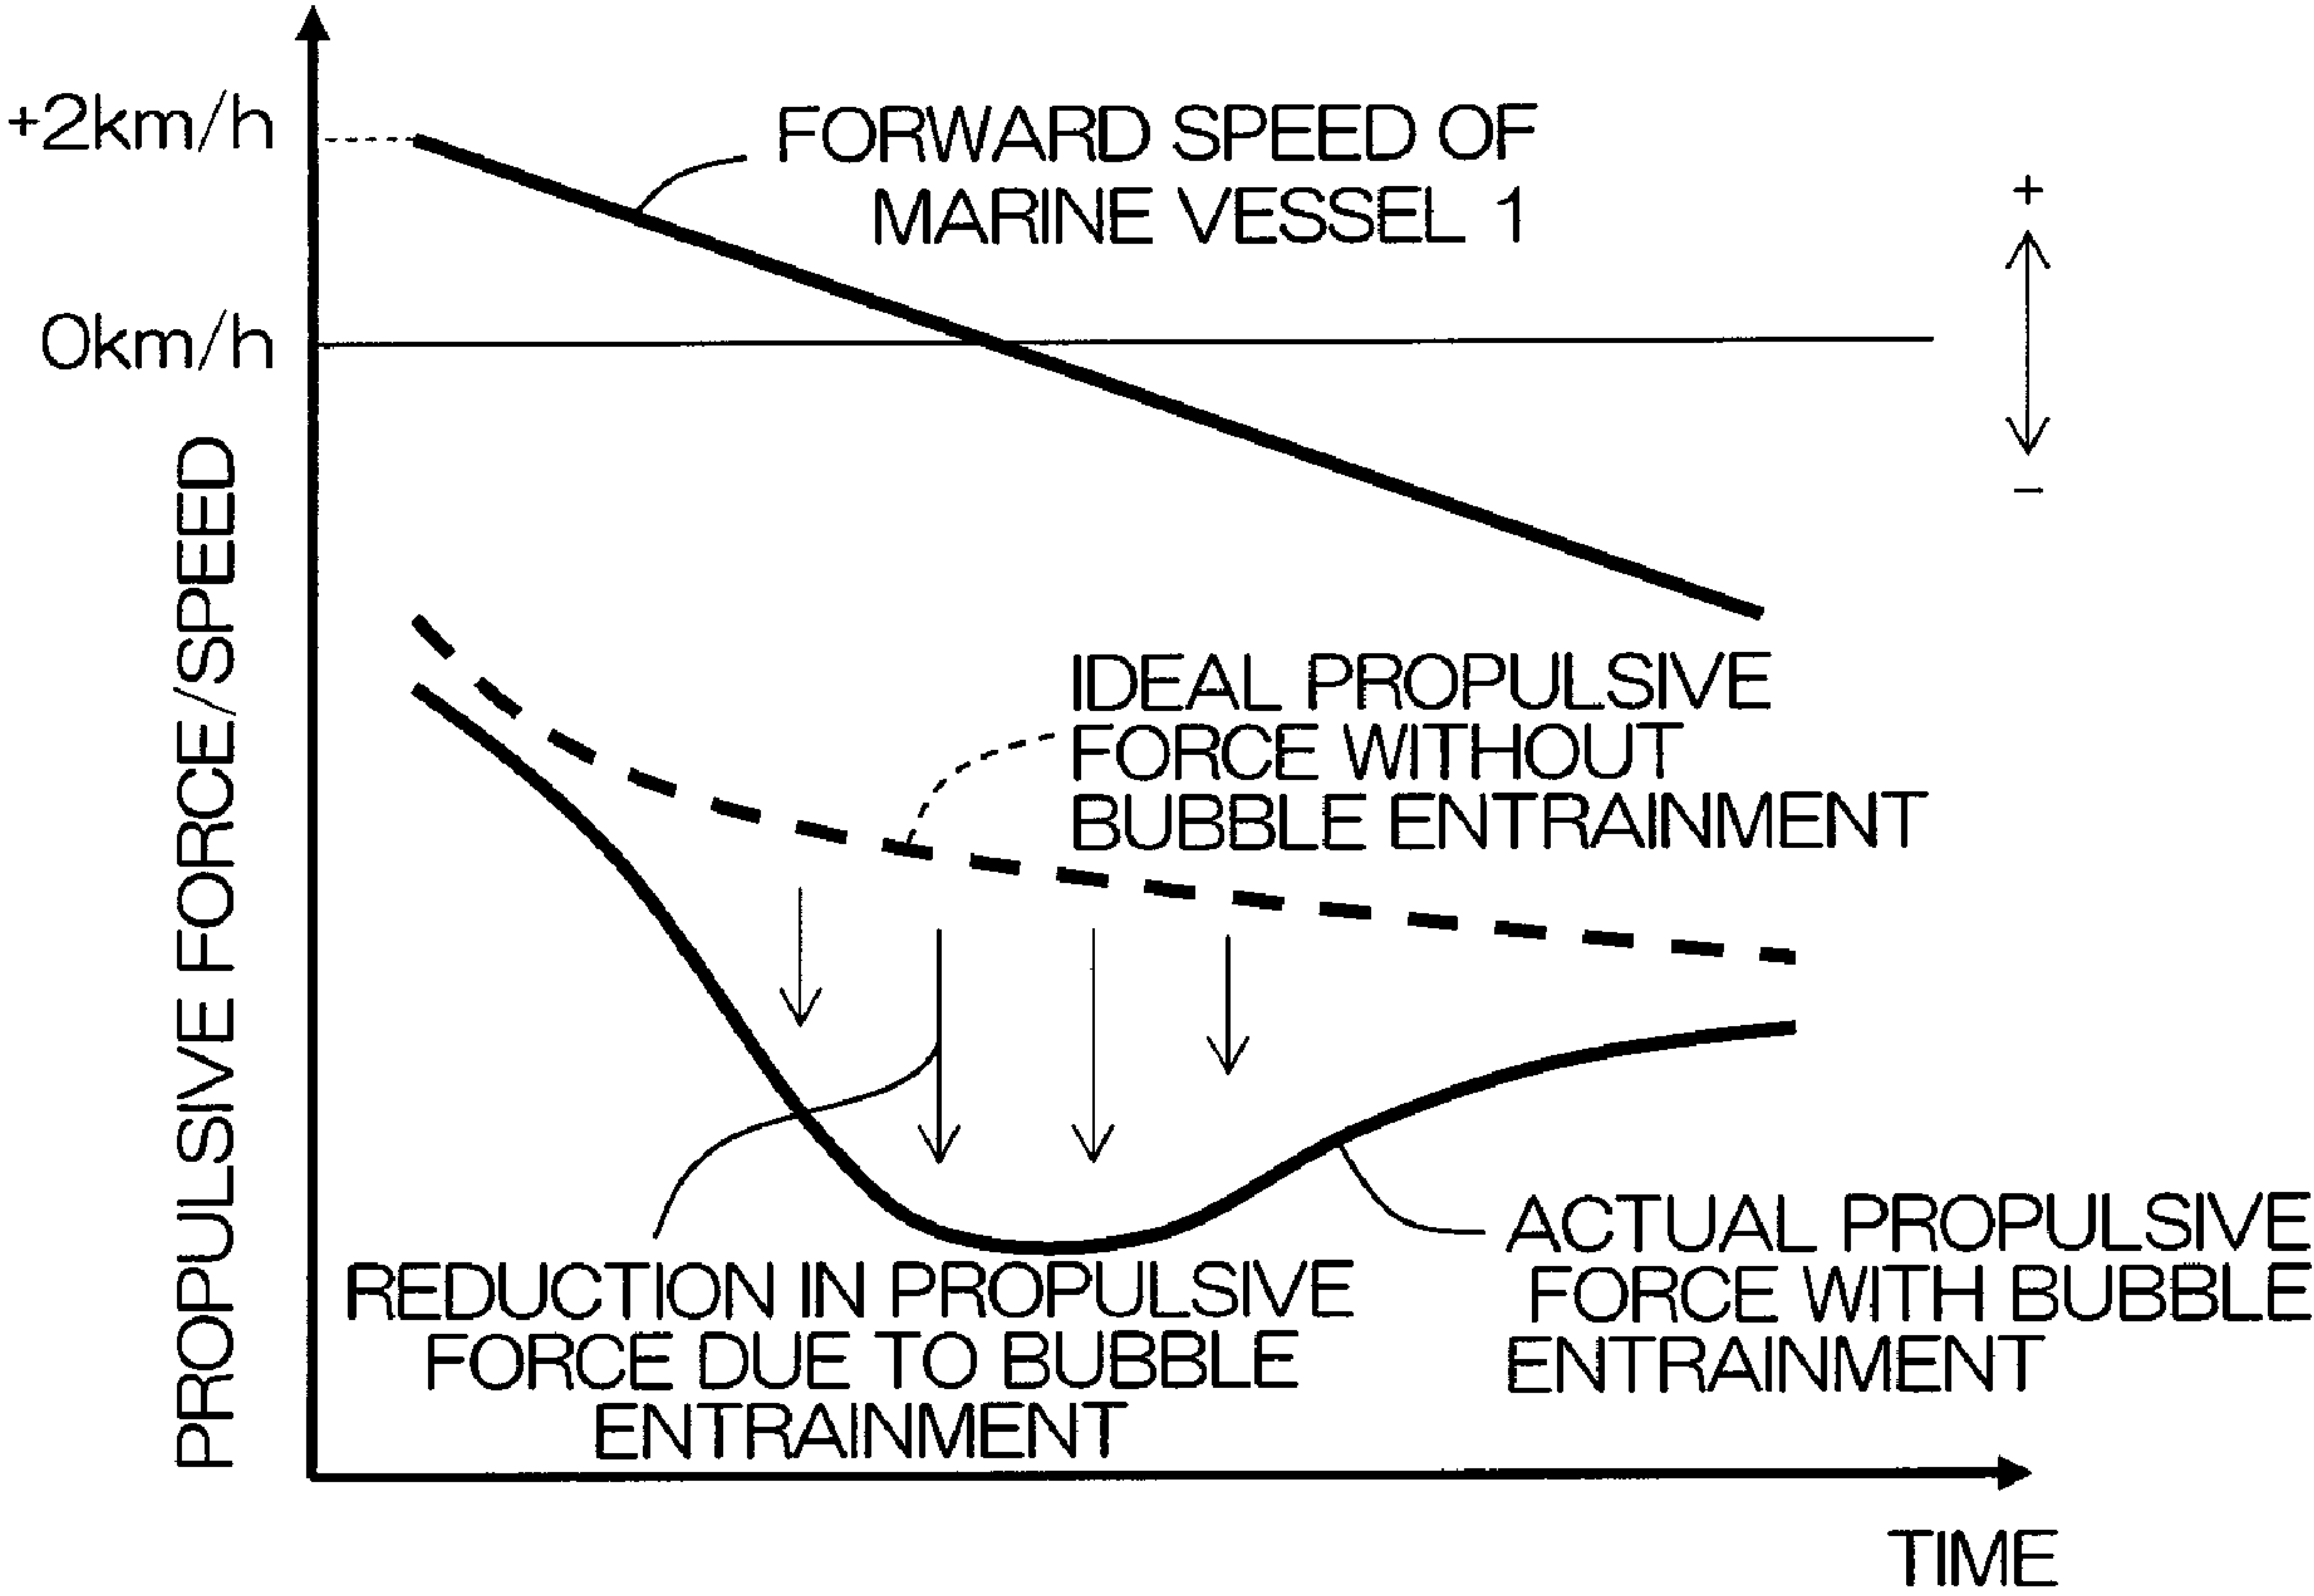 +2km/h
FORWARD SPEED OF
MARINE VESSEL 1
+
0km/h
−
PROPULSIVE FORCE/SPEED
IDEAL PROPULSIVE
FORCE WITHOUT
BUBBLE ENTRAINMENT
REDUCTION IN PROPULSIVE
FORCE DUE TO BUBBLE
ENTRAINMENT
ACTUAL PROPULSIVE
FORCE WITH BUBBLE
ENTRAINMENT
TIME